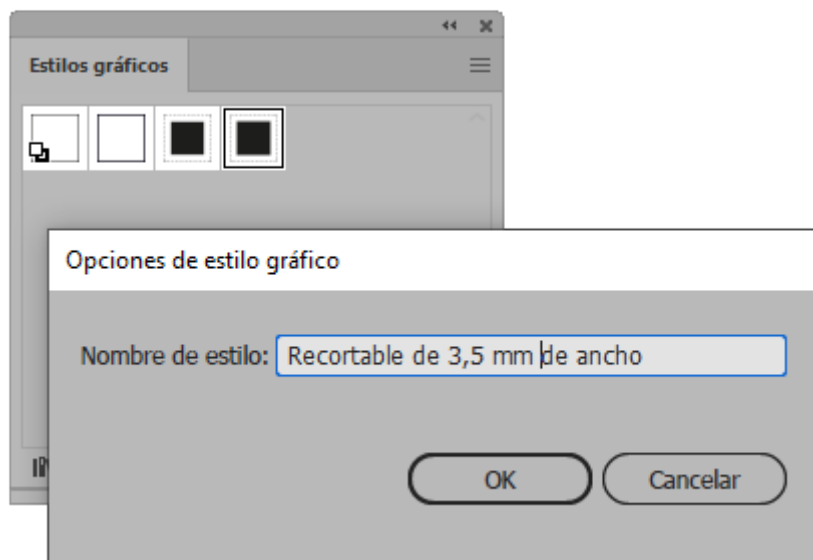 Estilos gráficos
Opciones de estilo gráfico
Nombre de estilo: Recortable de 3,5 mm de ancho
OK Cancelar